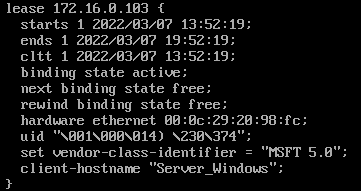 lease 172.16.0.103 {
starts 1 2022/03/07 13:52:19;
ends 1 2022/03/07 19:52:19;
cltt 1 2022/03/07 13:52:19;
binding state active;
next binding state free;
rewind binding state free;
hardware ethernet 00:0c:29:20:98:fc;
uid "\001\000\014) \230\374";
set vendor-class-identifier = "MSFT 5.0";
client-hostname "Server_Windows";
}